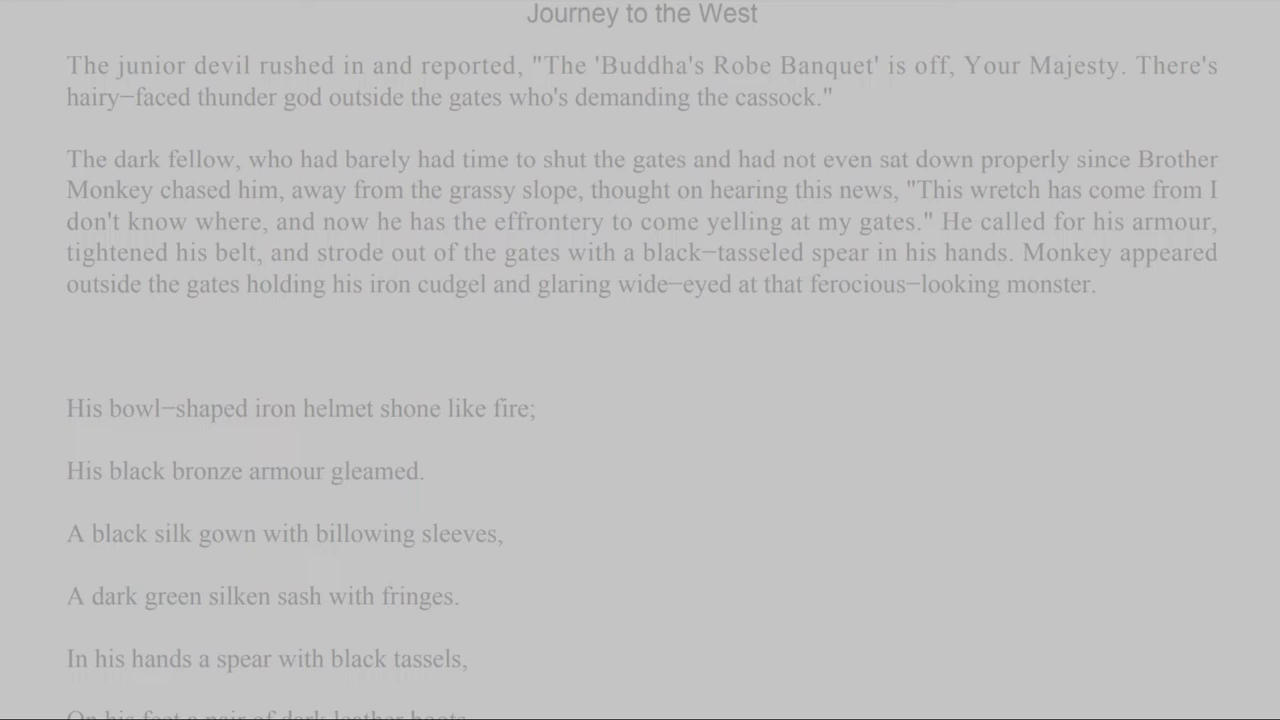 Journey to the West
The junior devil rushed in and reported, "The 'Buddha's Robe Banquet' is off, Your Majesty. There's
hairy−faced thunder god outside the gates who's demanding the cassock."
The dark fellow, who had barely had time to shut the gates and had not even sat down properly since Brother
Monkey chased him, away from the grassy slope, thought on hearing this news, "This wretch has come from I
don't know where, and now he has the effrontery to come yelling at my gates." He called for his armour,
tightened his belt, and strode out of the gates with a black−tasseled spear in his hands. Monkey appeared
outside the gates holding his iron cudgel and glaring wide−eyed at that ferocious−looking monster.
His bowl−shaped iron helmet shone like fire;
His black bronze armour gleamed.
A black silk gown with billowing sleeves,
A dark green silken sash with fringes.
In his hands a spear with black tassels,
On his feet a pair of dark leather boots